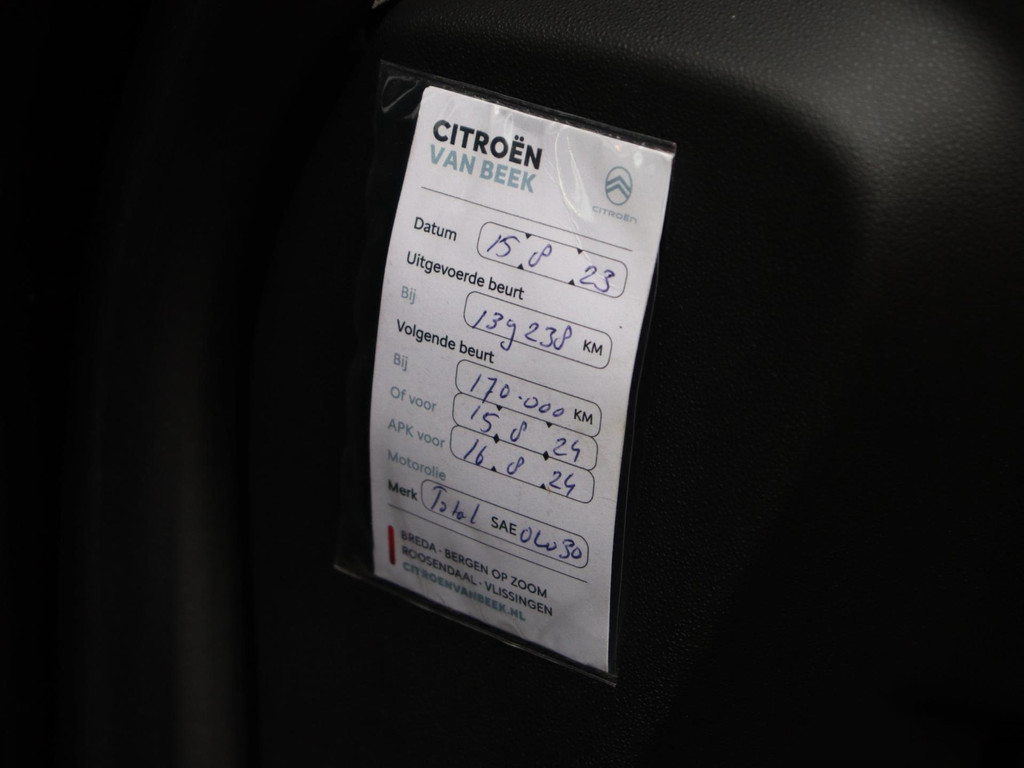 CITROËN
VAN BEEK
CITROËN
Datum 15 8 23
Uitgevoerde beurt
Bij 139238 KM
Volgende beurt
Bij 170.000 KM
Of voor 15 8 24
APK voor 16 8 24
Motorolie
Merk Total SAE 0W30
BREDA - BERGEN OP ZOOM
ROOSENDAAL - VLISSINGEN
CITROENVANBEEK.NL